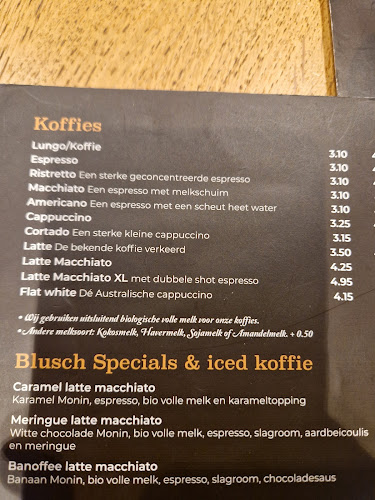 Koffies
Lungo/Koffie 3.10
Espresso 3.10
Ristretto Een sterke geconcentreerde espresso 3.10
Macchiato Een espresso met melkschuim 3.10
Americano Een espresso met een scheut heet water 3.10
Cappuccino 3.25
Cortado Een sterke kleine cappuccino 3.15
Latte De bekende koffie verkeerd 3.50
Latte Macchiato 4.25
Latte Macchiato XL met dubbele shot espresso 4.95
Flat white Dé Australische cappuccino 4.15
• Wij gebruiken uitsluitend biologische volle melk voor onze koffies.
• Andere melksoort: Kokosmelk, Havermelk, Sojamelk of Amandelmelk. + 0.50
Blusch Specials & iced koffie
Caramel latte macchiato
Karamel Monin, espresso, bio volle melk en karameltopping
Meringue latte macchiato
Witte chocolade Monin, bio volle melk, espresso, slagroom, aardbeicoulis
en meringue
Banoffee latte macchiato
Banaan Monin, bio volle melk, espresso, slagroom, chocoladesaus